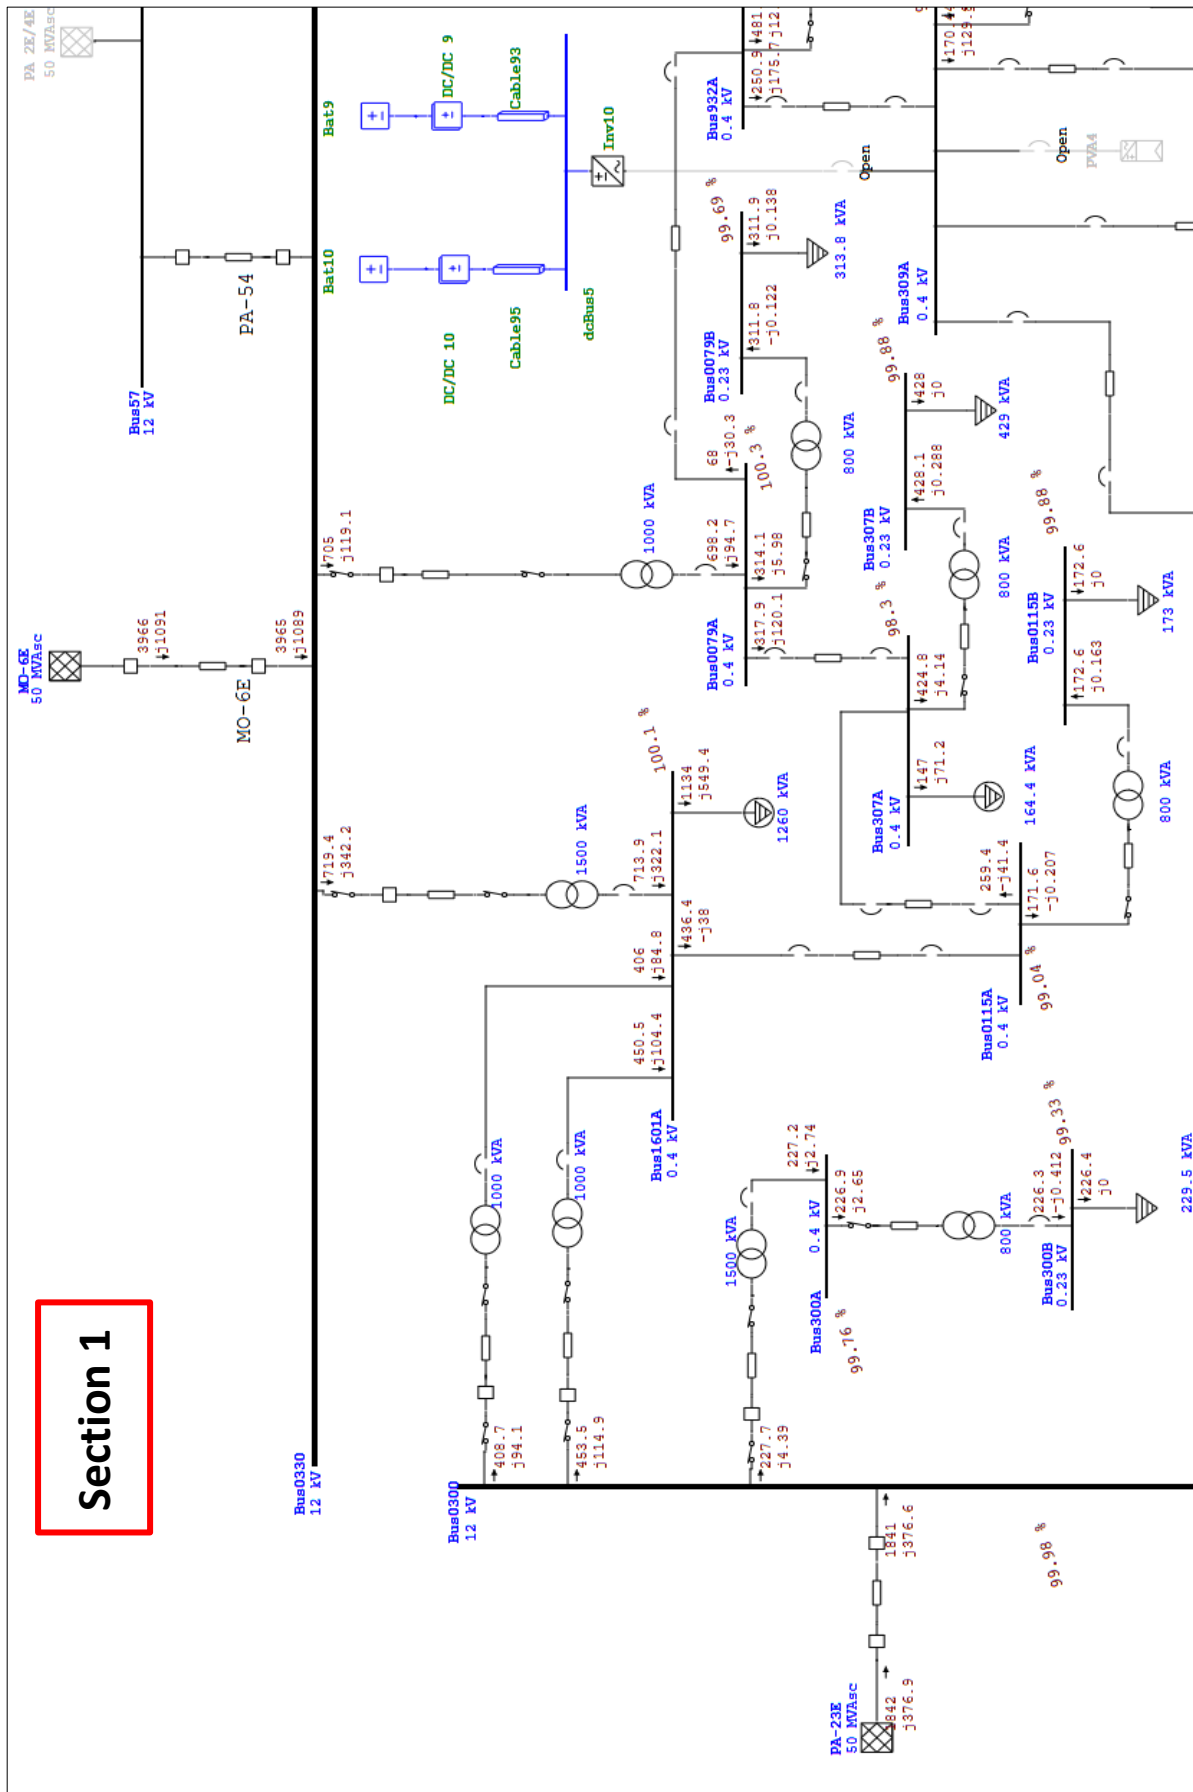 Section 1
PA 2E/4E
50 MVAsc
Bus57
12 kV
PA-54
MO-6E
50 MVAsc
3966
j1091
3965
j1089
MO-6E
Bus0330
12 kV
Bat10
Bat9
DC/DC 10
DC/DC 9
Cable95
Cable93
dcBus5
Inv10
Open
705
j119.1
1000 kVA
698.2
j94.7
719.4
j342.2
1500 kVA
713.9
j322.1
Bus0079A
0.4 kV
317.9
j120.1
314.1
j5.98
68
-j30.3
100.3 %
800 kVA
Bus0079B
0.23 kV
311.8
-j0.122
311.9
j0.138
99.69 %
313.8 kVA
Bus932A
0.4 kV
250.9
j175.7
481.
j12
Bus309A
0.4 kV
170.44
j129.8
Open
PVA4
Bus307A
0.4 kV
147
j71.2
424.8
j4.14
98.3 %
164.4 kVA
800 kVA
Bus307B
0.23 kV
428.1
j0.288
428
j0
99.88 %
429 kVA
Bus1601A
0.4 kV
450.5
j104.4
406
j84.8
436.4
-j38
1134
j549.4
100.1 %
1260 kVA
Bus0115A
0.4 kV
99.04 %
171.6
-j0.207
259.4
-j41.4
800 kVA
Bus0115B
0.23 kV
172.6
j0.163
172.6
j0
99.88 %
173 kVA
Bus0300
12 kV
408.7
j94.1
1000 kVA
453.5
j114.9
1000 kVA
227.7
j4.39
1500 kVA
227.2
j2.74
Bus300A
0.4 kV
99.76 %
226.9
j2.65
800 kVA
226.3
-j0.412
Bus300B
0.23 kV
226.4
j0
99.33 %
229.5 kVA
PA-23E
50 MVAsc
1842
j376.9
1841
j376.6
99.98 %